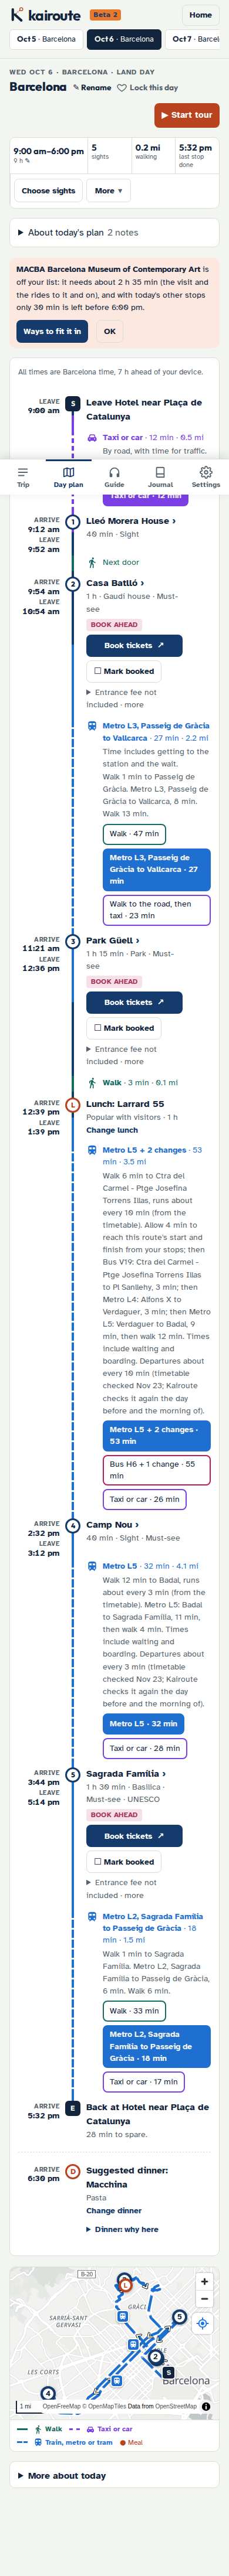 kairoute Beta 2 Home
Oct 5 · Barcelona Oct 6 · Barcelona Oct 7 · Barcel
WED OCT 6 · BARCELONA · LAND DAY
Barcelona ✎ Rename ♡ Lock this day
▶ Start tour
9:00 am–6:00 pm
9 h ✎
5
sights
0.2 mi
walking
5:32 pm
last stop
done
Choose sights More ▾
▶ About today's plan 2 notes
MACBA Barcelona Museum of Contemporary Art is
off your list: it needs about 2 h 35 min (the visit and
the rides to it and on), and today's other stops
only 30 min is left before 6:00 pm.
Ways to fit it in OK
All times are Barcelona time, 7 h ahead of your device.
LEAVE
9:00 am
S
Leave Hotel near Plaça de
Catalunya
Taxi or car · 12 min · 0.5 mi
By road, with time for traffic.
Trip Day plan Guide Journal Settings
Taxi or car · 12 min
ARRIVE
9:12 am
LEAVE
9:52 am
1
Lleó Morera House ›
40 min · Sight
Next door
ARRIVE
9:54 am
LEAVE
10:54 am
2
Casa Batlló ›
1 h · Gaudí house · Must-
see
BOOK AHEAD
Book tickets ↗
☐ Mark booked
▶ Entrance fee not
included · more
Metro L3, Passeig de Gràcia
to Vallcarca · 27 min · 2.2 mi
Time includes getting to the
station and the wait.
Walk 1 min to Passeig de
Gràcia. Metro L3, Passeig de
Gràcia to Vallcarca, 8 min.
Walk 13 min.
Walk · 47 min
Metro L3, Passeig de
Gràcia to Vallcarca · 27
min
Walk to the road, then
taxi · 23 min
ARRIVE
11:21 am
LEAVE
12:36 pm
3
Park Güell ›
1 h 15 min · Park · Must-
see
BOOK AHEAD
Book tickets ↗
☐ Mark booked
▶ Entrance fee not
included · more
Walk · 3 min · 0.1 mi
ARRIVE
12:39 pm
LEAVE
1:39 pm
L
Lunch: Larrard 55
Popular with visitors · 1 h
Change lunch
Metro L5 + 2 changes · 53
min · 3.5 mi
Walk 6 min to Ctra del
Carmel - Ptge Josefina
Torrens Illas, runs about
every 10 min (from the
timetable). Allow 4 min to
reach this route's start and
finish from your stops; then
Bus V19: Ctra del Carmel -
Ptge Josefina Torrens Illas
to Pl Sanllehy, 3 min; then
Metro L4: Alfons X to
Verdaguer, 3 min; then Metro
L5: Verdaguer to Badal, 9
min, then walk 12 min. Times
include waiting and
boarding. Departures about
every 10 min (timetable
checked Nov 23; Kairoute
checks it again the day
before and the morning of).
Metro L5 + 2 changes ·
53 min
Bus H6 + 1 change · 55
min
Taxi or car · 26 min
ARRIVE
2:32 pm
LEAVE
3:12 pm
4
Camp Nou ›
40 min · Sight · Must-see
Metro L5 · 32 min · 4.1 mi
Walk 12 min to Badal, runs
about every 3 min (from the
timetable). Metro L5: Badal
to Sagrada Família, 11 min,
then walk 4 min. Times
include waiting and
boarding. Departures about
every 3 min (timetable
checked Nov 23; Kairoute
checks it again the day
before and the morning of).
Metro L5 · 32 min
Taxi or car · 28 min
ARRIVE
3:44 pm
LEAVE
5:14 pm
5
Sagrada Família ›
1 h 30 min · Basilica ·
Must-see · UNESCO
BOOK AHEAD
Book tickets ↗
☐ Mark booked
▶ Entrance fee not
included · more
Metro L2, Sagrada Família
to Passeig de Gràcia · 18
min · 1.5 mi
Walk 1 min to Sagrada
Família. Metro L2, Sagrada
Família to Passeig de Gràcia,
6 min. Walk 6 min.
Walk · 33 min
Metro L2, Sagrada
Família to Passeig de
Gràcia · 18 min
Taxi or car · 17 min
ARRIVE
5:32 pm
E
Back at Hotel near Plaça de
Catalunya
28 min to spare.
ARRIVE
6:30 pm
D
Suggested dinner:
Macchina
Pasta
Change dinner
▶ Dinner: why here
B-20
L
SARRIÀ-SANT
GERVASI
GRÀCI
5
2
S
LES CORTS
4
Barcelona
1 mi OpenFreeMap © OpenMapTiles Data from OpenStreetMap
Walk Taxi or car
Train, metro or tram Meal
▶ More about today